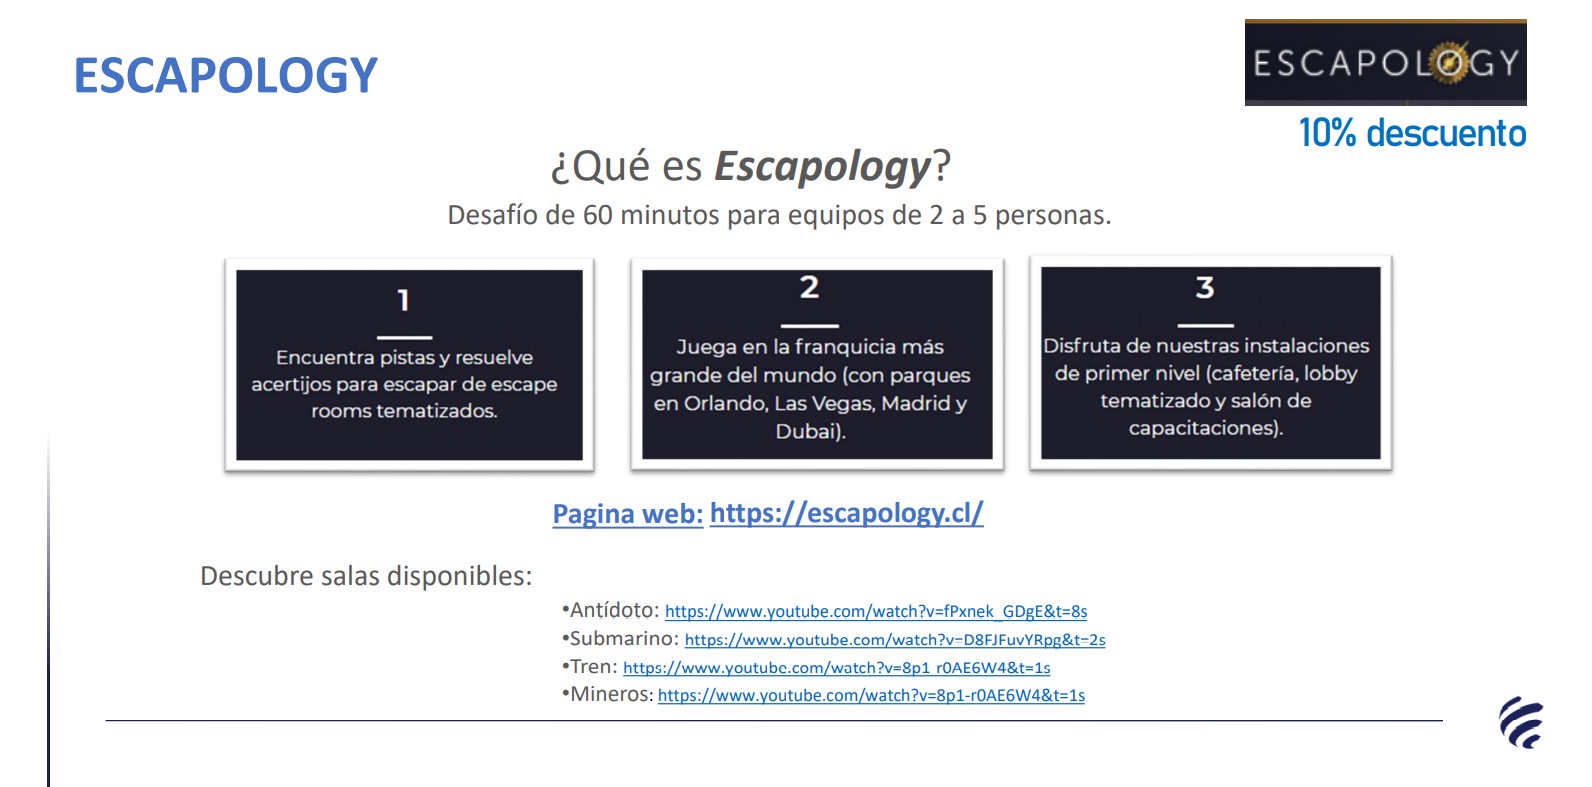 ESCAPOLOGY
ESCAPOLOGY
10% descuento
¿Qué es Escapology?
Desafío de 60 minutos para equipos de 2 a 5 personas.
1
Encuentra pistas y resuelve
acertijos para escapar de escape
rooms tematizados.
2
Juega en la franquicia más
grande del mundo (con parques
en Orlando, Las Vegas, Madrid y
Dubai).
3
Disfruta de nuestras instalaciones
de primer nivel (cafetería, lobby
tematizado y salón de
capacitaciones).
Pagina web: https://escapology.cl/
Descubre salas disponibles:
•Antídoto: https://www.youtube.com/watch?v=fPxnek_GDgE&t=8s
•Submarino: https://www.youtube.com/watch?v=D8FJFuvYRpg&t=2s
•Tren: https://www.youtube.com/watch?v=8p1 r0AE6W4&t=1s
•Mineros: https://www.youtube.com/watch?v=8p1-r0AE6W4&t=1s